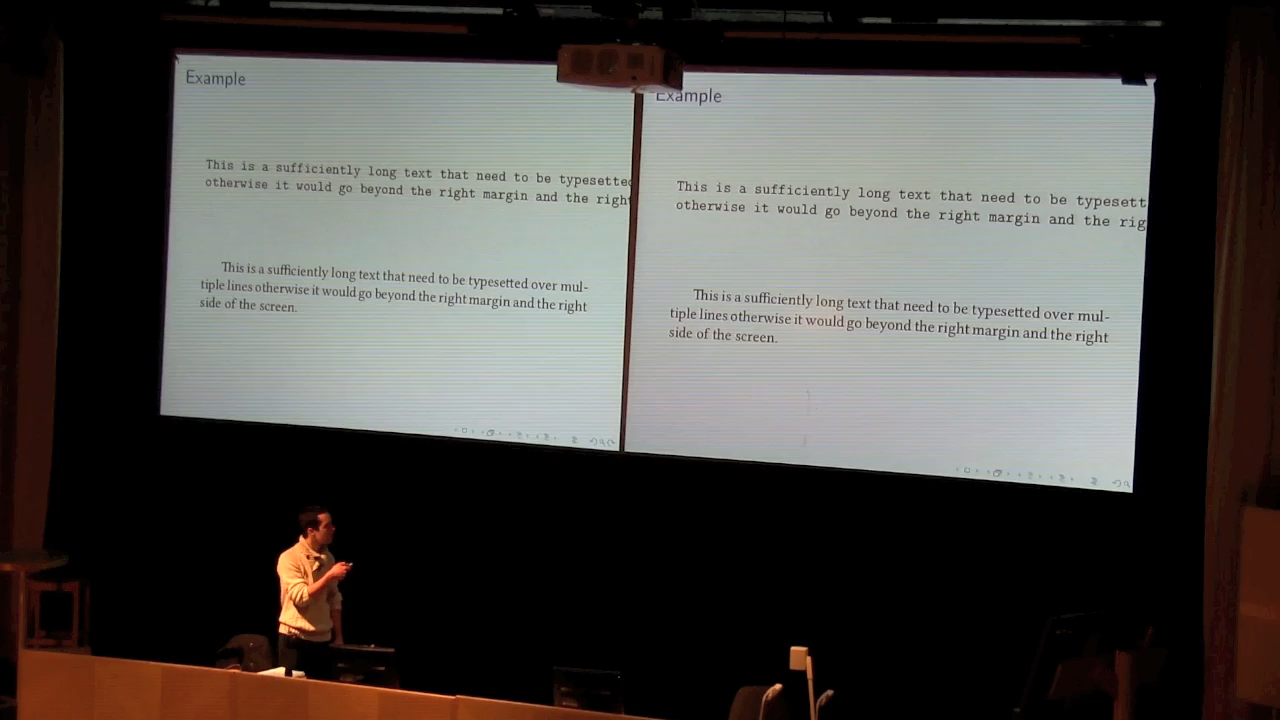 Example
This is a sufficiently long text that need to be typesetted
otherwise it would go beyond the right margin and the right
This is a sufficiently long text that need to be typesetted over mul-
tiple lines otherwise it would go beyond the right margin and the right
side of the screen.
Example
This is a sufficiently long text that need to be typesett
otherwise it would go beyond the right margin and the rig
This is a sufficiently long text that need to be typesetted over mul-
tiple lines otherwise it would go beyond the right margin and the right
side of the screen.